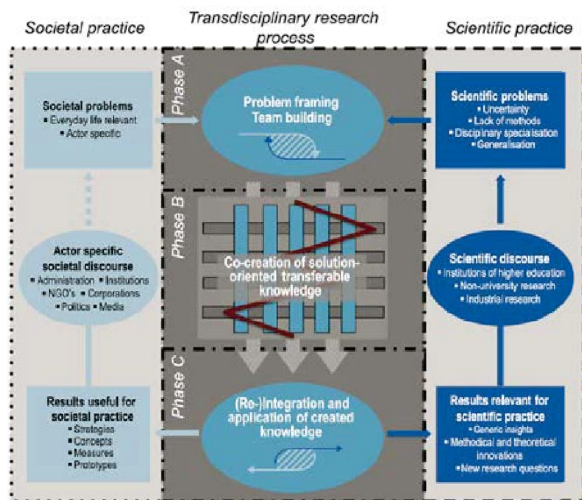 Societal practice
Transdisciplinary research
process
Scientific practice
Phase A
Societal problems
• Everyday life relevant
• Actor specific
Problem framing
Team building
Scientific problems
• Uncertainty
• Lack of methods
• Disciplinary specialisation
• Generalisation
Phase B
Actor specific
societal discourse
• Administration • Institutions
• NGO's • Corporations
• Politics • Media
Co-creation of solution-
oriented transferable
knowledge
Scientific discourse
• Institutions of higher education
• Non-university research
• Industrial research
Phase C
Results useful for
societal practice
• Strategies
• Concepts
• Measures
• Prototypes
(Re-)Integration and
application of created
knowledge
Results relevant for
scientific practice
• Generic insights
• Methodical and theoretical
innovations
• New research questions